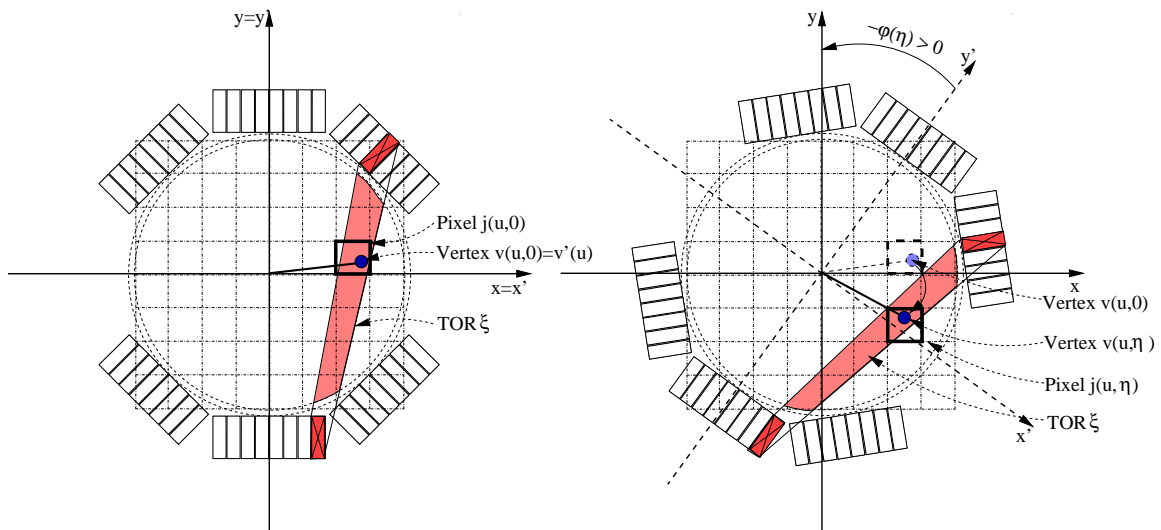 y=y'
Pixel j(u,0)
Vertex v(u,0)=v'(u)
x=x'
TOR ξ
y
−φ(η) > 0
y'
x
Vertex v(u,0)
Vertex v(u,η )
Pixel j(u, η)
TOR ξ
x'